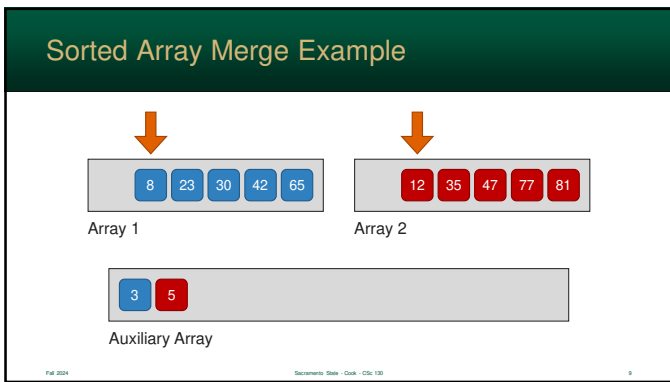 Sorted Array Merge Example
8 23 30 42 65
12 35 47 77 81
Array 1
Array 2
3 5
Auxiliary Array
Fall 2024
Sacramento State - Cook - CSc 130
9